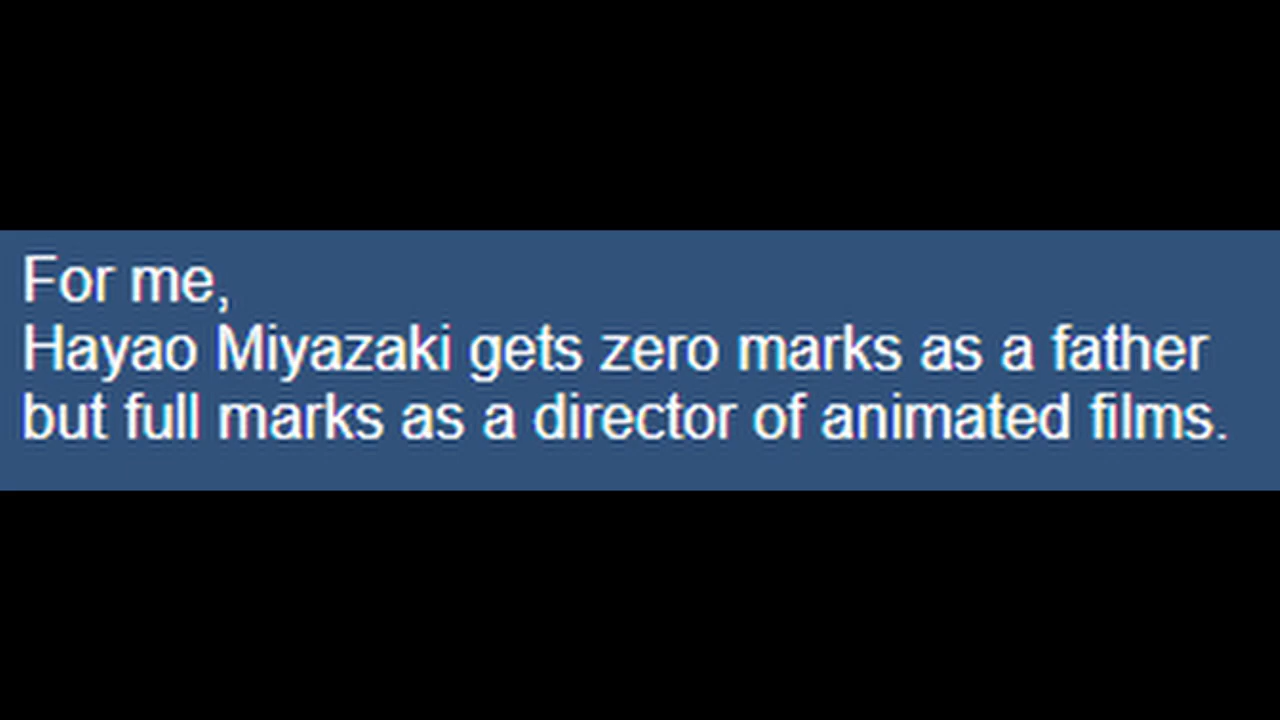 For me,
Hayao Miyazaki gets zero marks as a father
but full marks as a director of animated films.